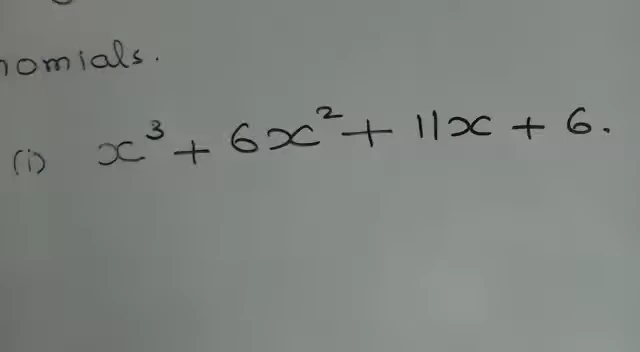 nomials.
(i) x³ + 6x² + 11x + 6.